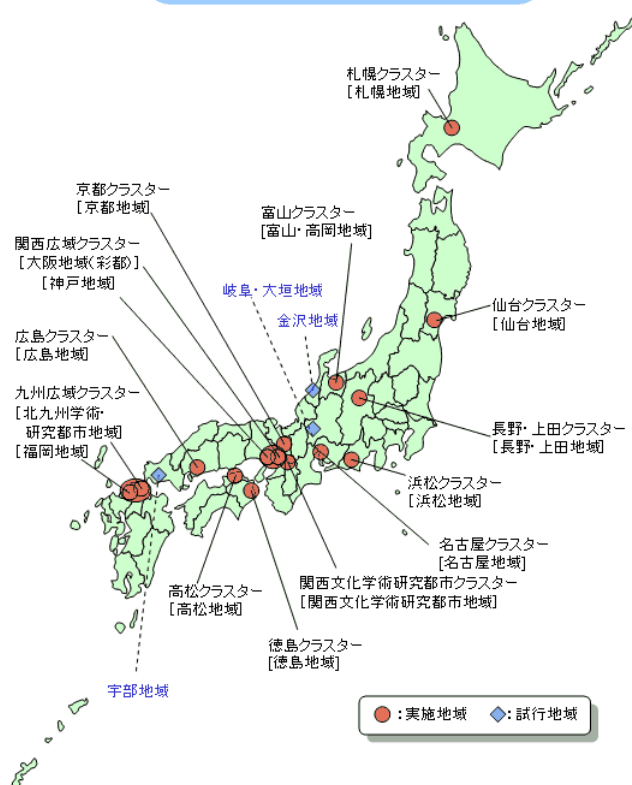 札幌クラスター
[札幌地域]
京都クラスター
[京都地域]
富山クラスター
[富山・高岡地域]
関西広域クラスター
[大阪地域(彩都)]
[神戸地域]
岐阜・大垣地域
金沢地域
仙台クラスター
[仙台地域]
広島クラスター
[広島地域]
九州広域クラスター
[北九州学術・
研究都市地域]
[福岡地域]
長野・上田クラスター
[長野・上田地域]
浜松クラスター
[浜松地域]
名古屋クラスター
[名古屋地域]
関西文化学術研究都市クラスター
[関西文化学術研究都市地域]
高松クラスター
[高松地域]
徳島クラスター
[徳島地域]
宇部地域
:実施地域
:試行地域